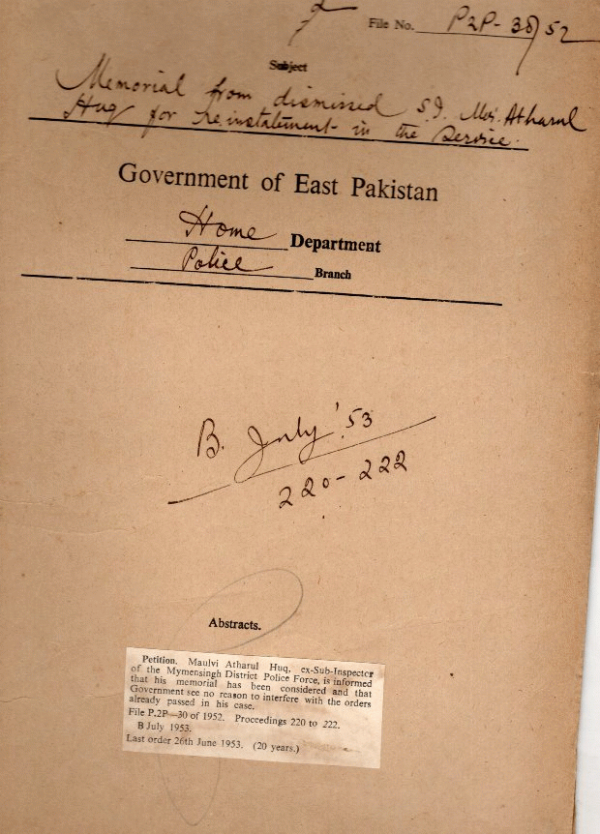 File No. P2P-30/52
Subject
Memorial from dismissed S.I. Mvi. Atharul
Huq for reinstatement in the Service.
Government of East Pakistan
Home Department
Police Branch
B. July '53
220-222
Abstracts.
Petition. Maulvi Atharul Huq, ex-Sub-Inspector
of the Mymensingh District Police Force, is informed
that his memorial has been considered and that
Government see no reason to interfere with the orders
already passed in his case.
File P.2P—30 of 1952. Proceedings 220 to 222.
B July 1953.
Last order 26th June 1953. (20 years.)